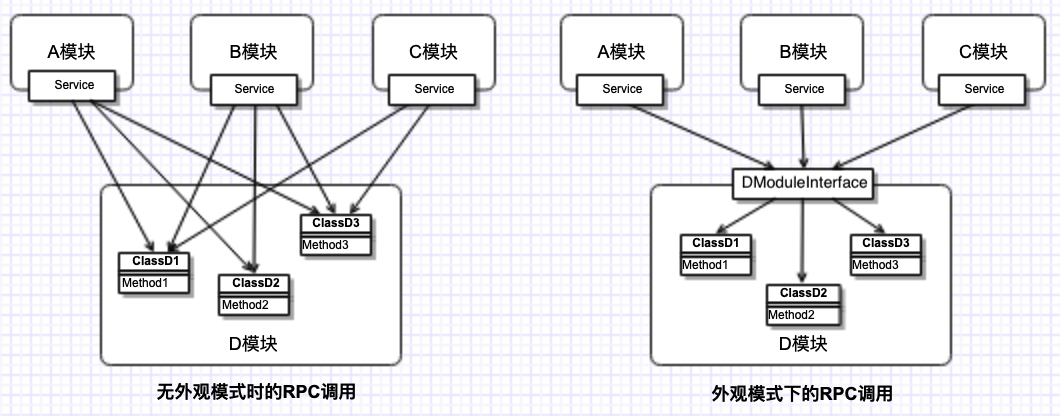 A模块
Service
B模块
Service
C模块
Service
ClassD1
Method1
ClassD2
Method2
ClassD3
Method3
D模块
无外观模式时的RPC调用
A模块
Service
B模块
Service
C模块
Service
DModuleInterface
ClassD1
Method1
ClassD2
Method2
ClassD3
Method3
D模块
外观模式下的RPC调用